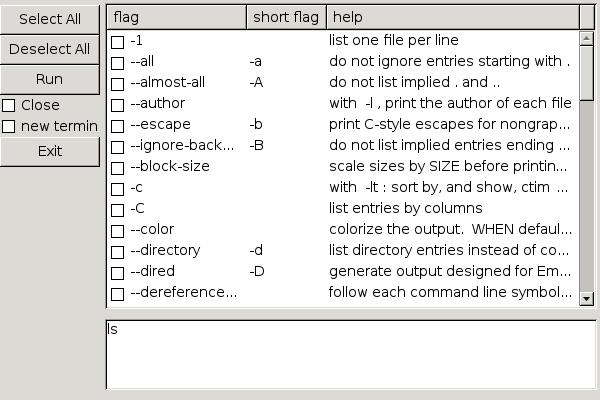 Select All
Deselect All
Run
Close
new termin
Exit
flag short flag help
-1 list one file per line
--all -a do not ignore entries starting with .
--almost-all -A do not list implied . and ..
--author with -l , print the author of each file
--escape -b print C-style escapes for nongrap...
--ignore-back... -B do not list implied entries ending ...
--block-size scale sizes by SIZE before printin...
-c with -lt : sort by, and show, ctim ...
-C list entries by columns
--color colorize the output. WHEN defaul...
--directory -d list directory entries instead of co...
--dired -D generate output designed for Em...
--dereference... follow each command line symbol...
ls